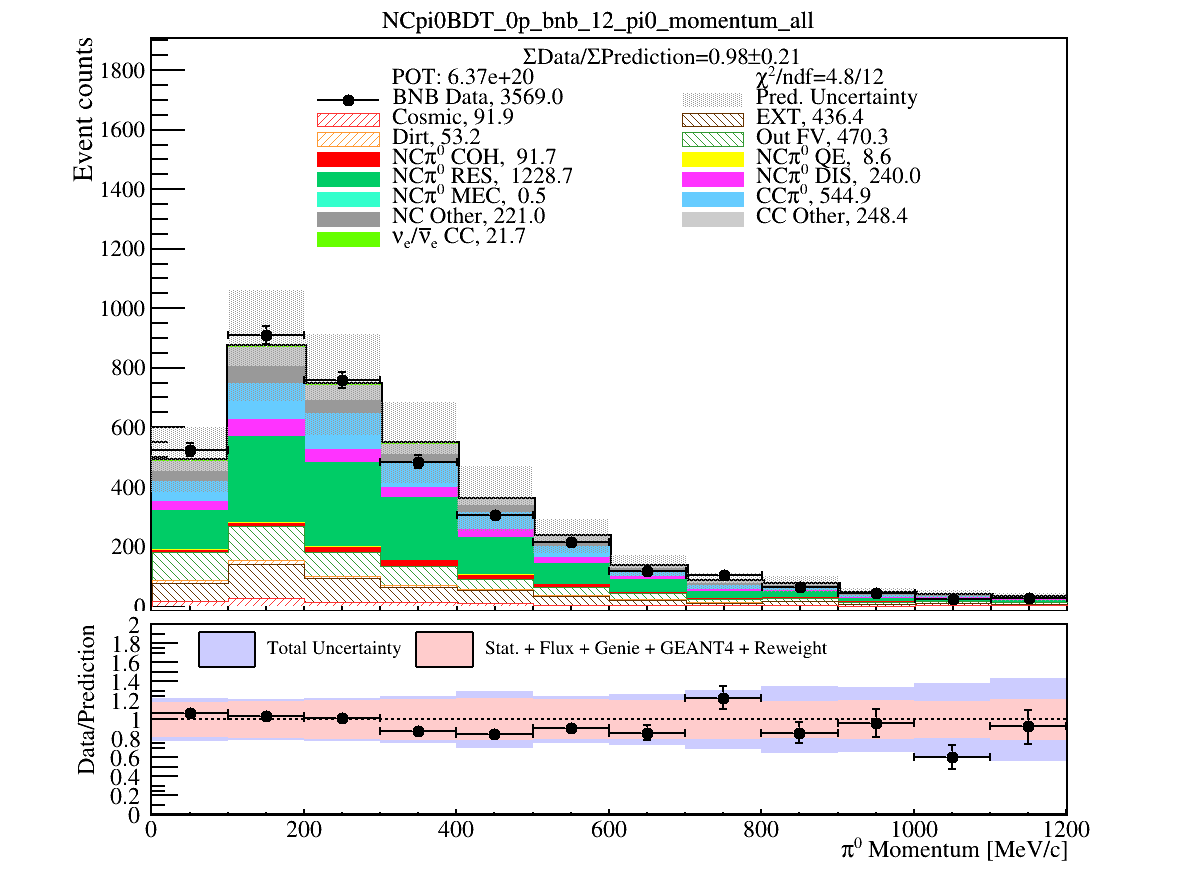 NCpi0BDT_0p_bnb_12_pi0_momentum_all
ΣData/ΣPrediction=0.98±0.21
POT: 6.37e+20
χ²/ndf=4.8/12
BNB Data, 3569.0
Pred. Uncertainty
Cosmic, 91.9
EXT, 436.4
Dirt, 53.2
Out FV, 470.3
NCπ⁰ COH, 91.7
NCπ⁰ QE, 8.6
NCπ⁰ RES, 1228.7
NCπ⁰ DIS, 240.0
NCπ⁰ MEC, 0.5
CCπ⁰, 544.9
NC Other, 221.0
CC Other, 248.4
νₑ/ν̅ₑ CC, 21.7
Event counts
1800
1600
1400
1200
1000
800
600
400
200
0
Total Uncertainty
Stat. + Flux + Genie + GEANT4 + Reweight
Data/Prediction
2
1.8
1.6
1.4
1.2
1
0.8
0.6
0.4
0.2
0
0 200 400 600 800 1000 1200
π⁰ Momentum [MeV/c]